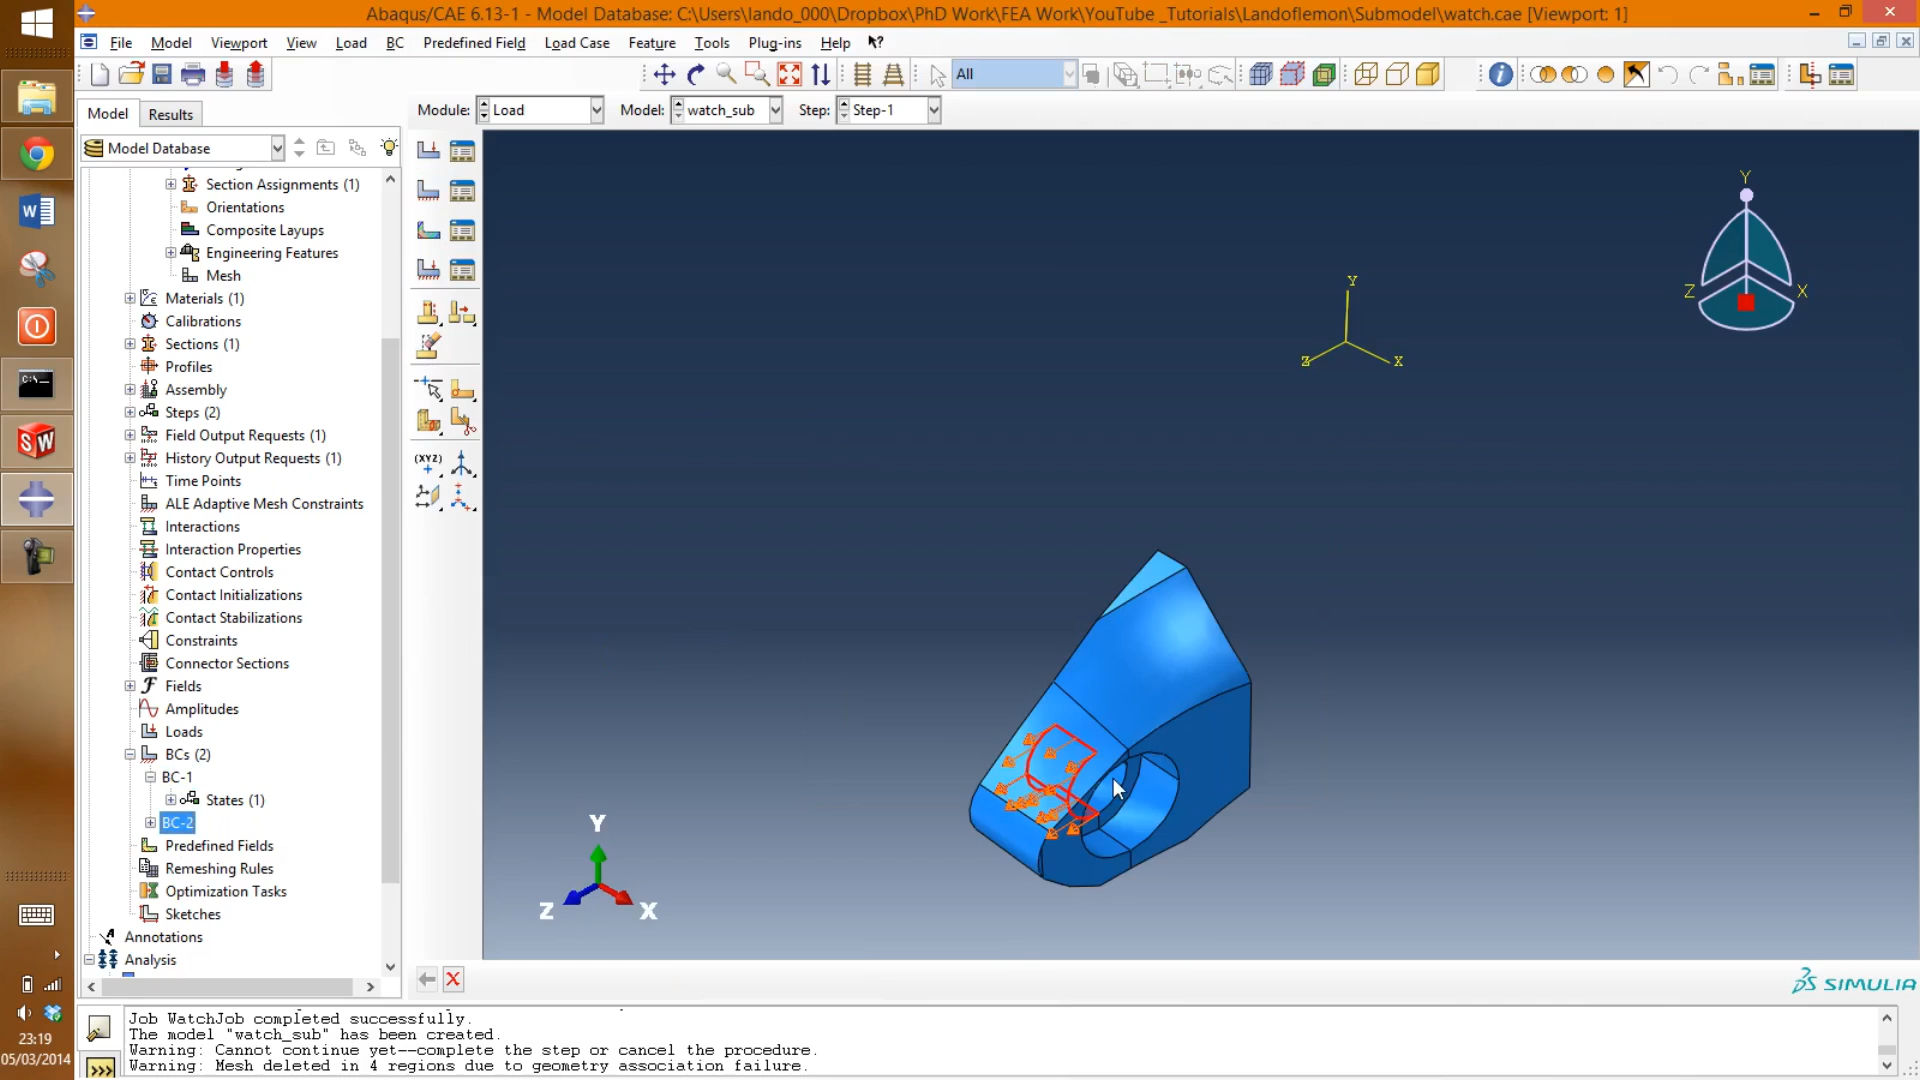 Abaqus/CAE 6.13-1 - Model Database: C:\Users\lando_000\Dropbox\PhD Work\FEA Work\YouTube _Tutorials\Landoflemon\Submodel\watch.cae [Viewport: 1]
File Model Viewport View Load BC Predefined Field Load Case Feature Tools Plug-ins Help
All
Model Results
Module: Load Model: watch_sub Step: Step-1
Model Database
Section Assignments (1)
Orientations
Composite Layups
Engineering Features
Mesh
Materials (1)
Calibrations
Sections (1)
Profiles
Assembly
Steps (2)
Field Output Requests (1)
History Output Requests (1)
Time Points
ALE Adaptive Mesh Constraints
Interactions
Interaction Properties
Contact Controls
Contact Initializations
Contact Stabilizations
Constraints
Connector Sections
Fields
Amplitudes
Loads
BCs (2)
BC-1
States (1)
BC-2
Predefined Fields
Remeshing Rules
Optimization Tasks
Sketches
Annotations
Analysis
(XYZ)
Y
Z X
Y
Z X
Y
Z X
SIMULIA
Job WatchJob completed successfully.
The model "watch_sub" has been created.
Warning: Cannot continue yet--complete the step or cancel the procedure.
Warning: Mesh deleted in 4 regions due to geometry association failure.
>>>
W
C:\_
SW
23:19
05/03/2014